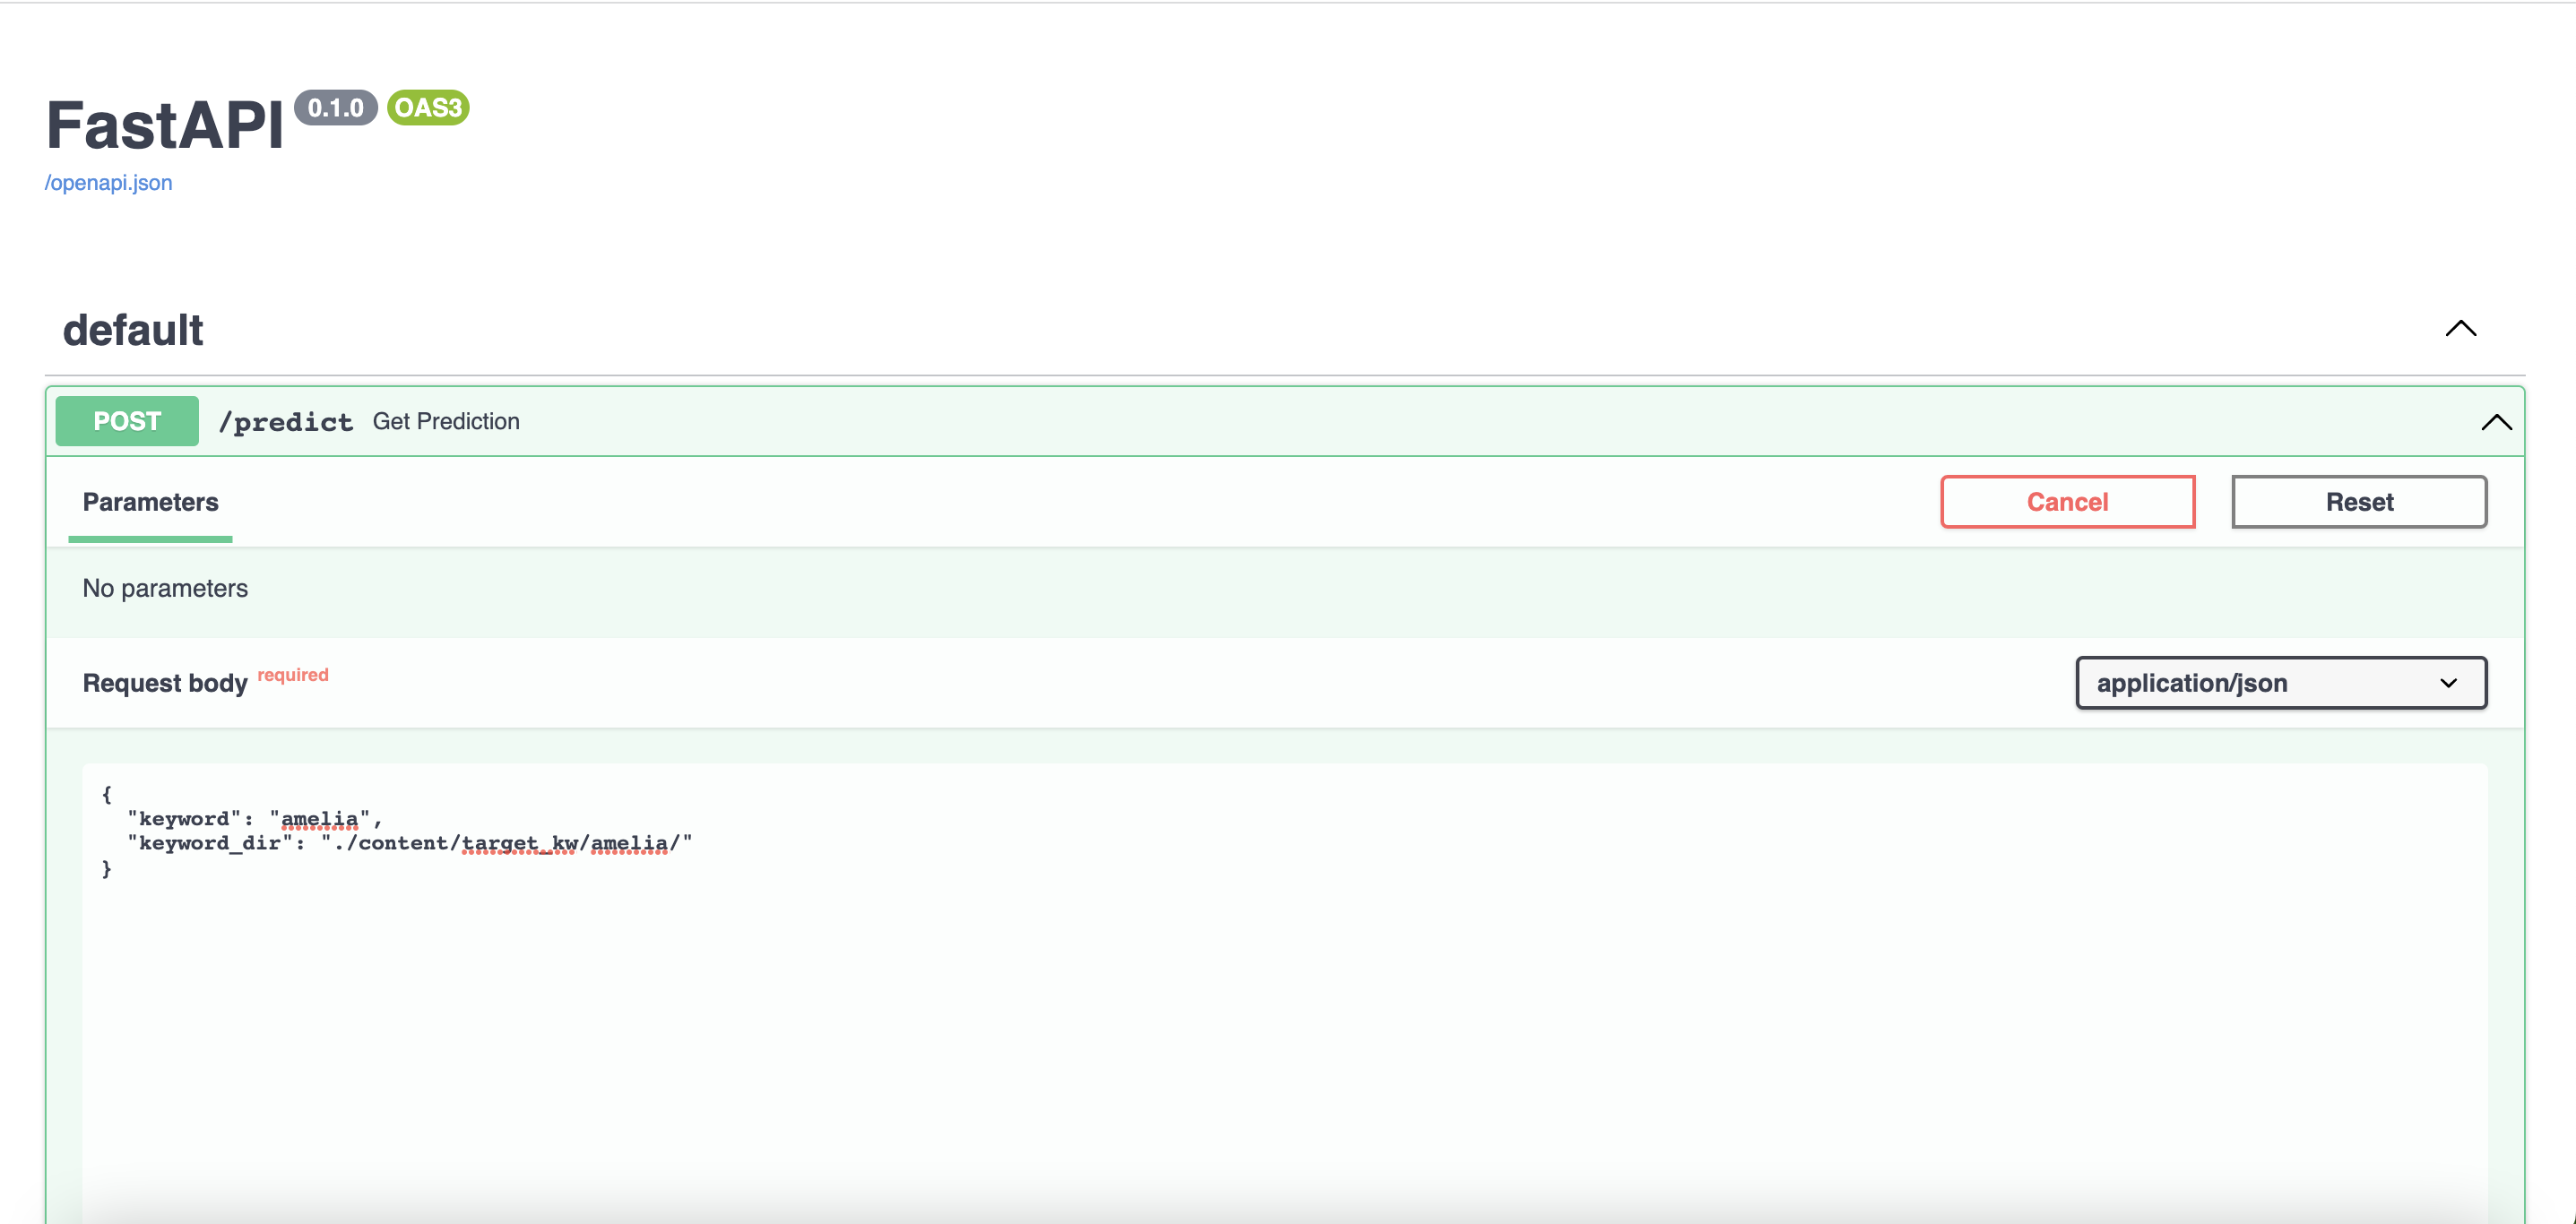 FastAPI 0.1.0 OAS3
/openapi.json
default
POST /predict Get Prediction
Parameters Cancel Reset
No parameters
Request body required application/json
{
  "keyword": "amelia",
  "keyword_dir": "./content/target_kw/amelia/"
}